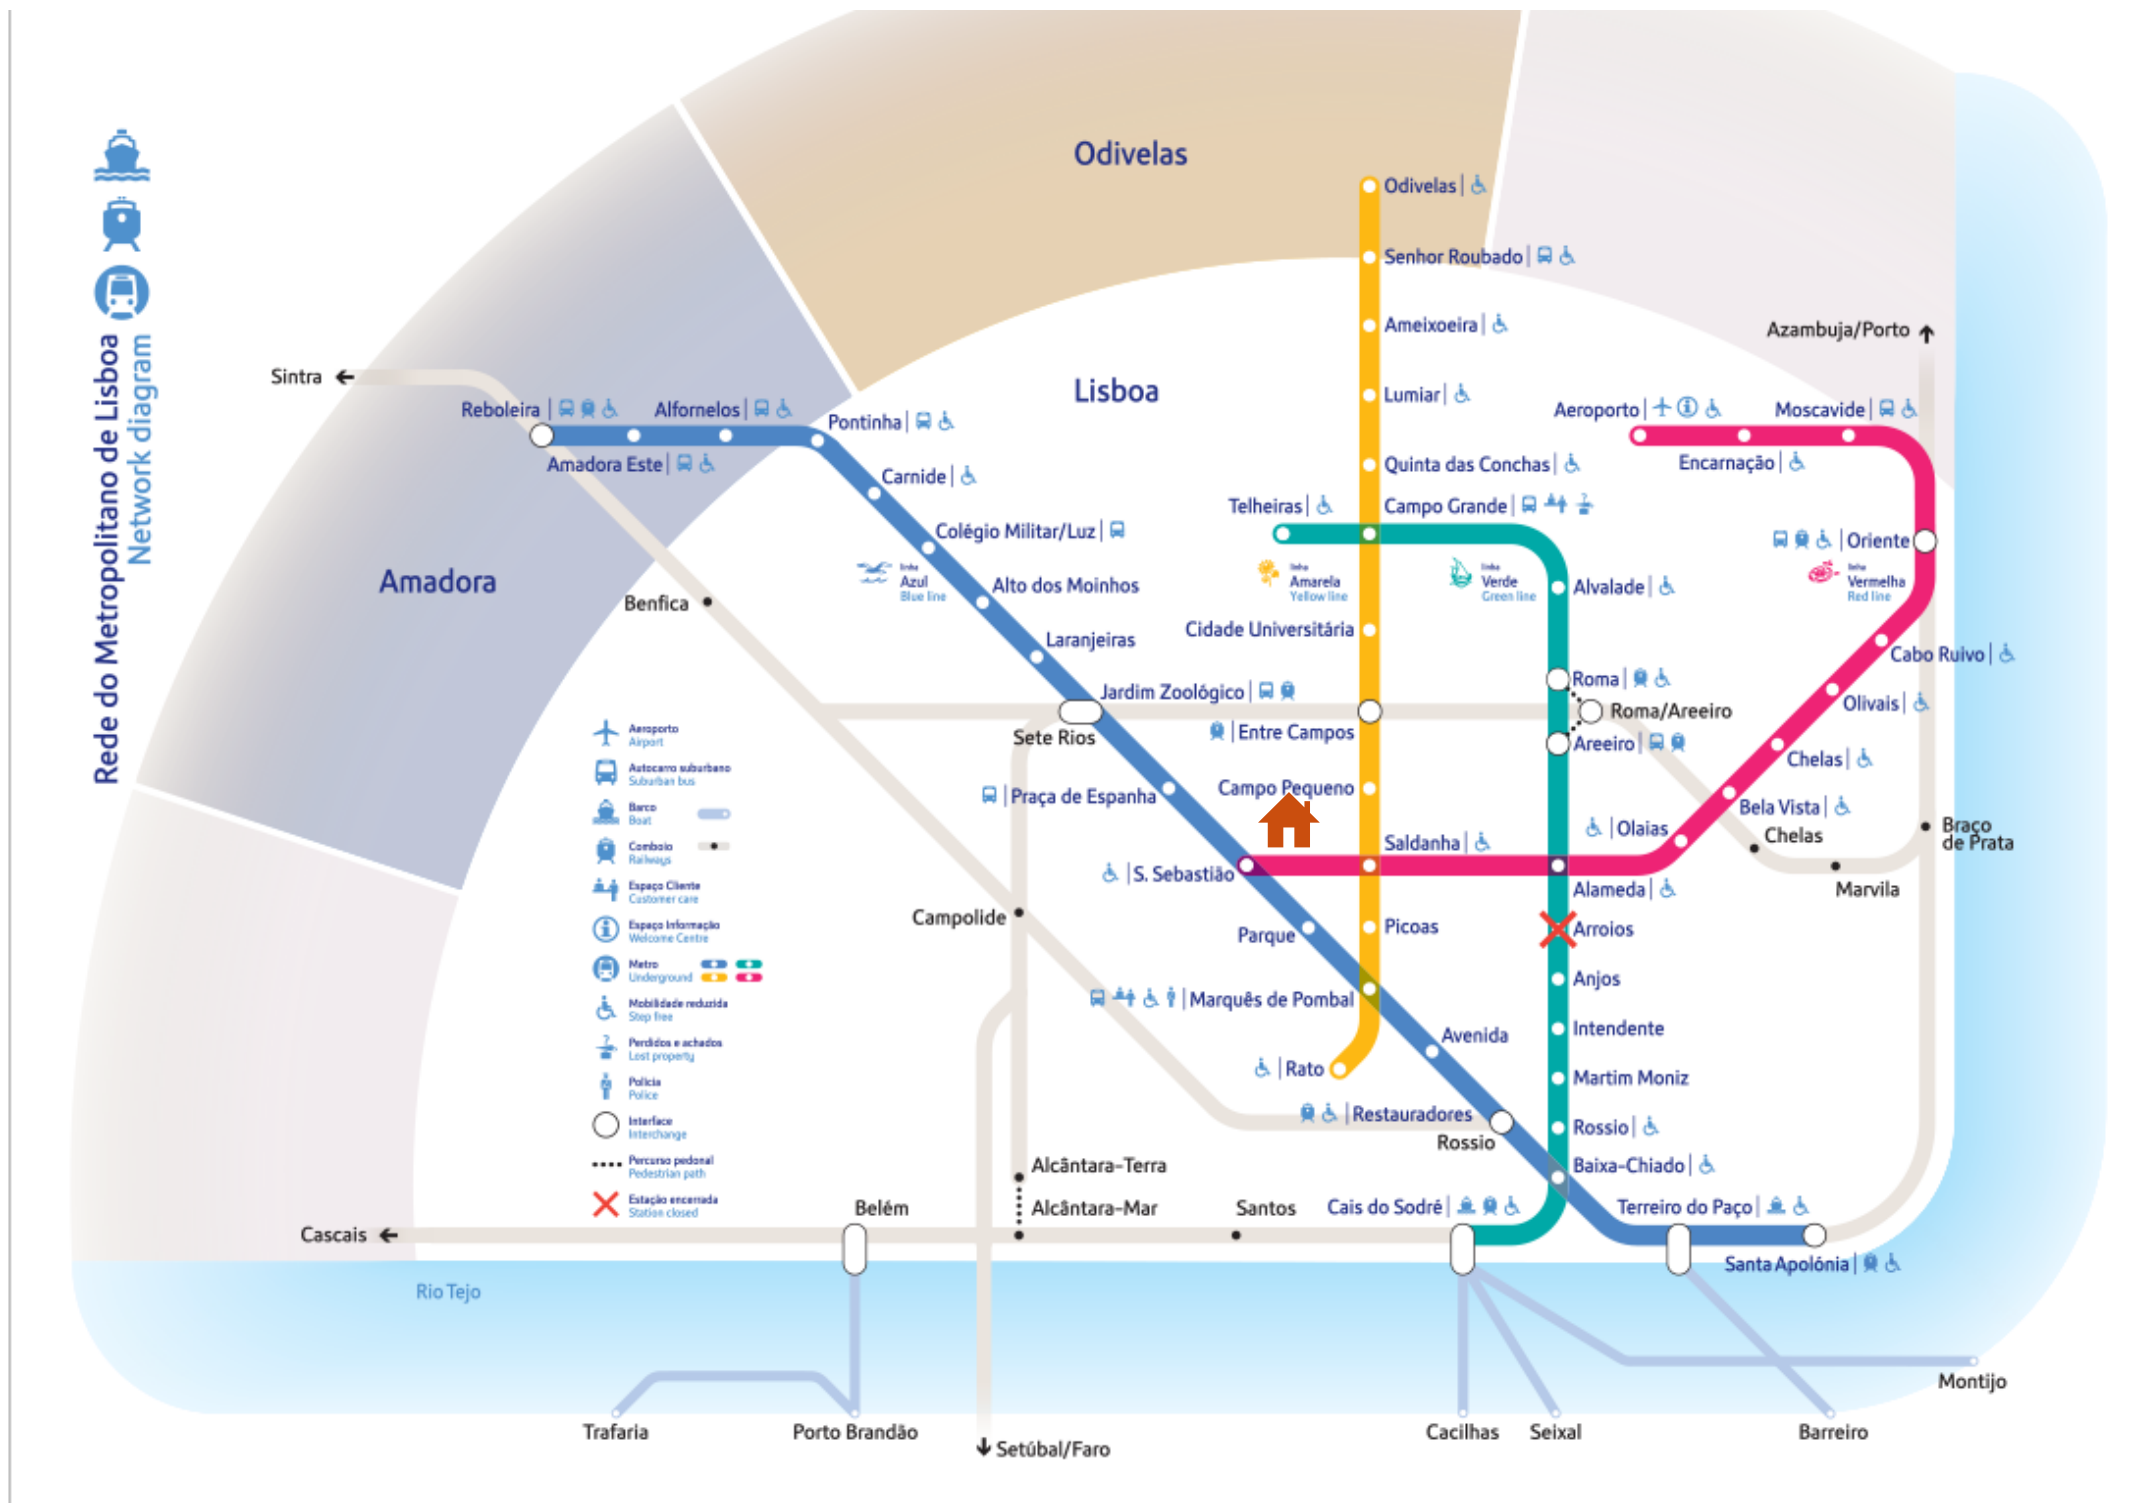 Rede do Metropolitano de Lisboa
Network diagram
Odivelas
Lisboa
Amadora
Odivelas
Senhor Roubado
Ameixoeira
Lumiar
Quinta das Conchas
Campo Grande
Telheiras
Azambuja/Porto
Aeroporto
Moscavide
Encarnação
Oriente
Sintra
Reboleira
Alfornelos
Amadora Este
Pontinha
Carnide
Colégio Militar/Luz
linha
Azul
Blue line
linha
Amarela
Yellow line
linha
Verde
Green line
linha
Vermelha
Red line
Alto dos Moinhos
Alvalade
Benfica
Laranjeiras
Cidade Universitária
Cabo Ruivo
Jardim Zoológico
Sete Rios
Entre Campos
Roma
Roma/Areeiro
Areeiro
Olivais
Chelas
Praça de Espanha
Campo Pequeno
Bela Vista
Olaias
Chelas
Braço
de Prata
Marvila
Saldanha
S. Sebastião
Alameda
Campolide
Parque
Picoas
Arroios
Anjos
Marquês de Pombal
Intendente
Avenida
Rato
Martim Moniz
Restauradores
Rossio
Rossio
Baixa-Chiado
Alcântara-Terra
Alcântara-Mar
Santos
Cais do Sodré
Terreiro do Paço
Santa Apolónia
Belém
Cascais
Rio Tejo
Aeroporto
Airport
Autocarro suburbano
Suburban bus
Barco
Boat
Comboio
Railways
Espaço Cliente
Customer care
Espaço Informação
Welcome Centre
Metro
Underground
Mobilidade reduzida
Step free
Perdidos e achados
Lost property
Polícia
Police
Interface
Interchange
Percurso pedonal
Pedestrian path
Estação encerrada
Station closed
Trafaria
Porto Brandão
Setúbal/Faro
Cacilhas
Seixal
Barreiro
Montijo